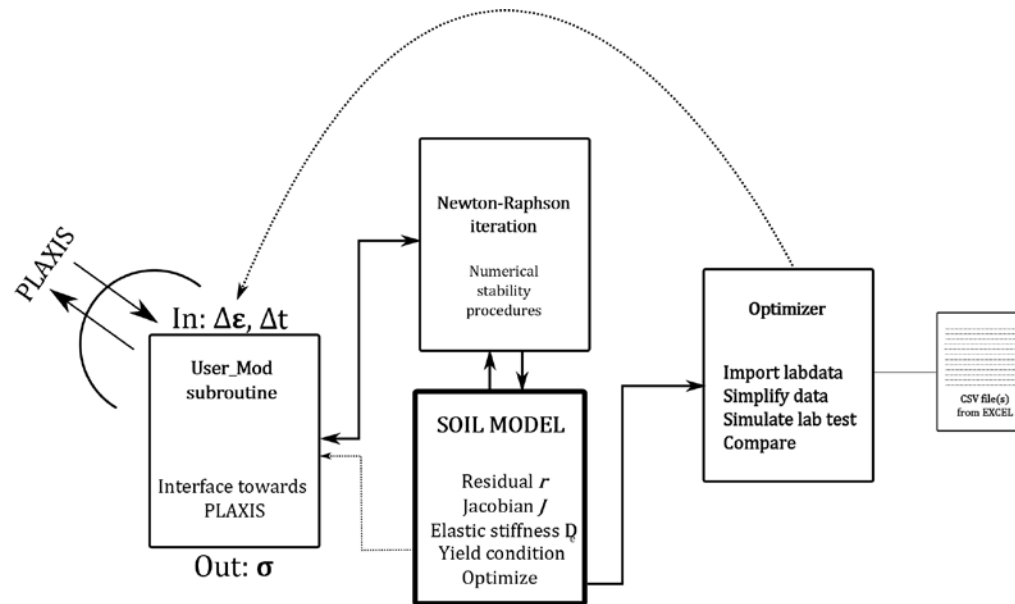 PLAXIS
In: Δε, Δt
User_Mod
subroutine
Interface towards
PLAXIS
Out: σ
Newton-Raphson
iteration
Numerical
stability
procedures
SOIL MODEL
Residual r
Jacobian J
Elastic stiffness De
Yield condition
Optimize
Optimizer
Import labdata
Simplify data
Simulate lab test
Compare
CSV file(s)
from EXCEL